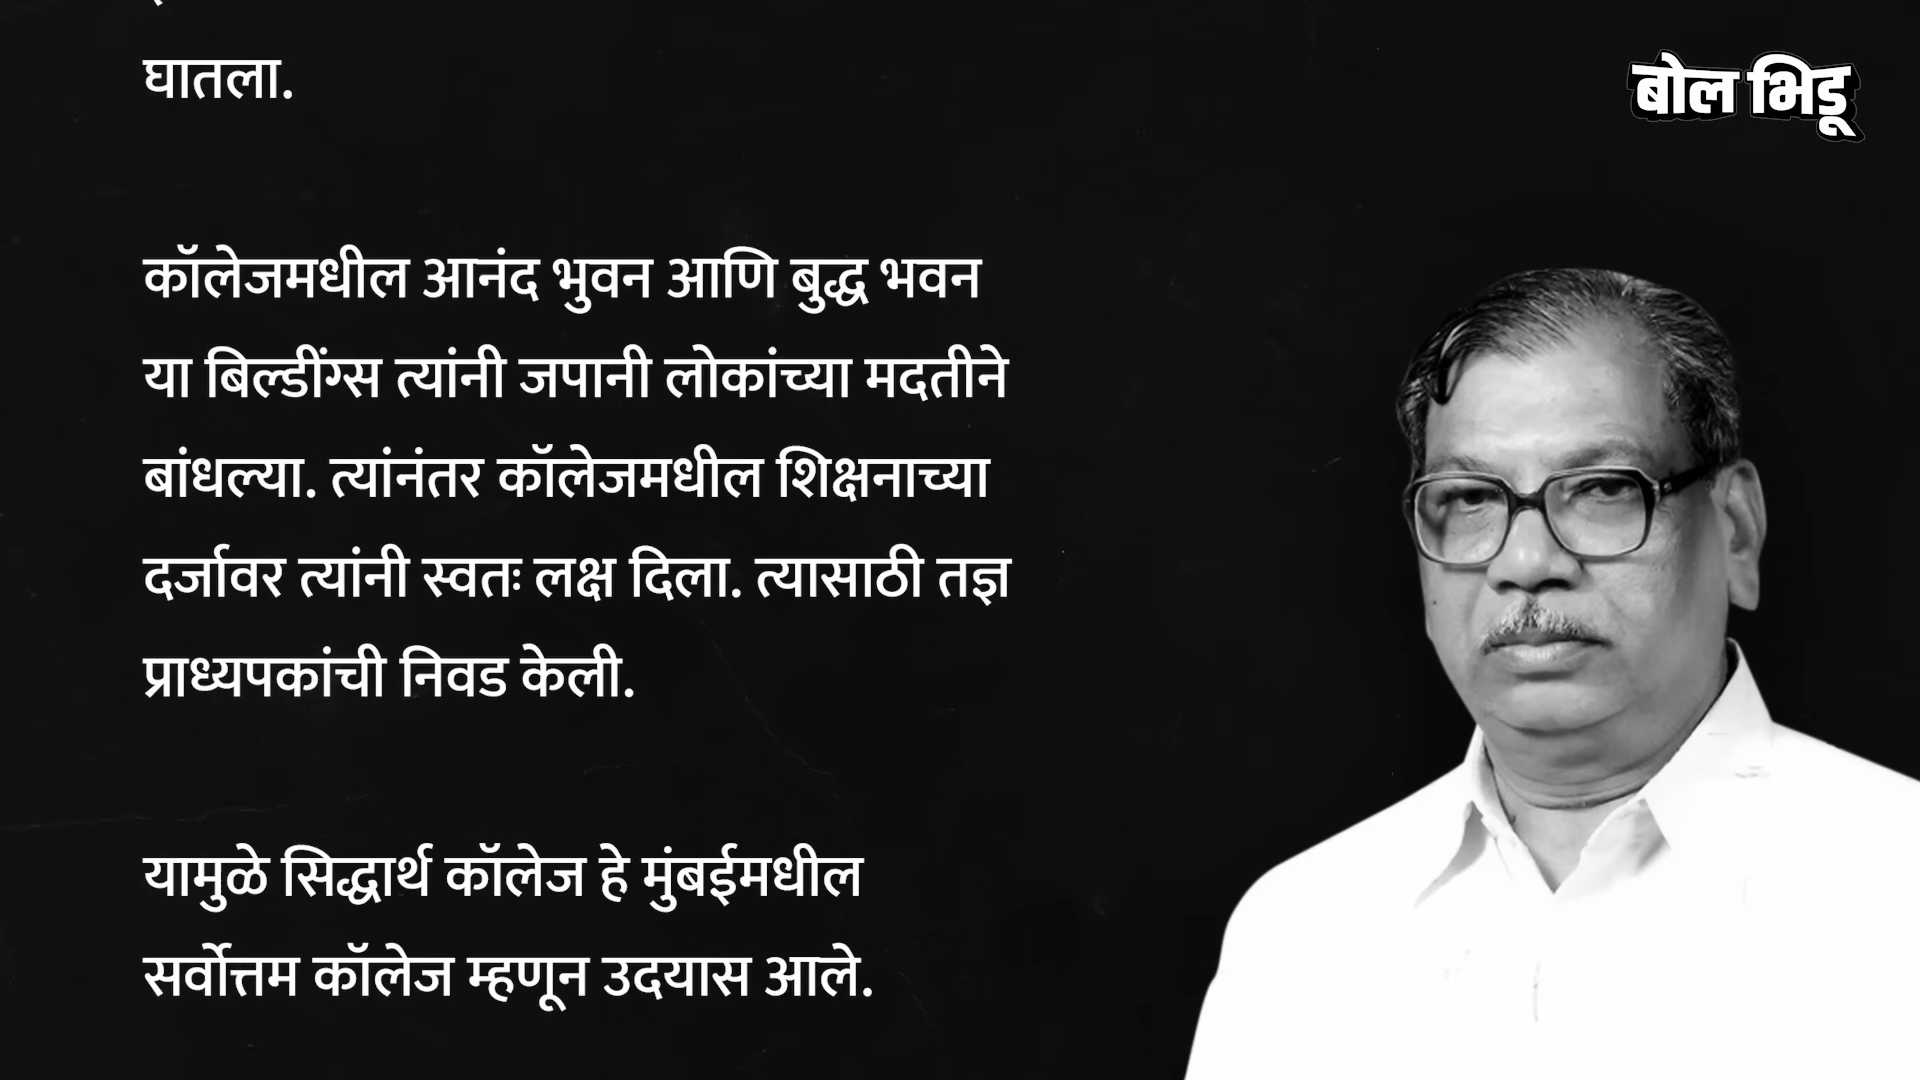 घातला.
बोल भिडू
कॉलेजमधील आनंद भुवन आणि बुद्ध भवन
या बिल्डींग्स त्यांनी जपानी लोकांच्या मदतीने
बांधल्या. त्यांनंतर कॉलेजमधील शिक्षनाच्या
दर्जावर त्यांनी स्वतः लक्ष दिला. त्यासाठी तज्ञ
प्राध्यपकांची निवड केली.
यामुळे सिद्धार्थ कॉलेज हे मुंबईमधील
सर्वोत्तम कॉलेज म्हणून उदयास आले.